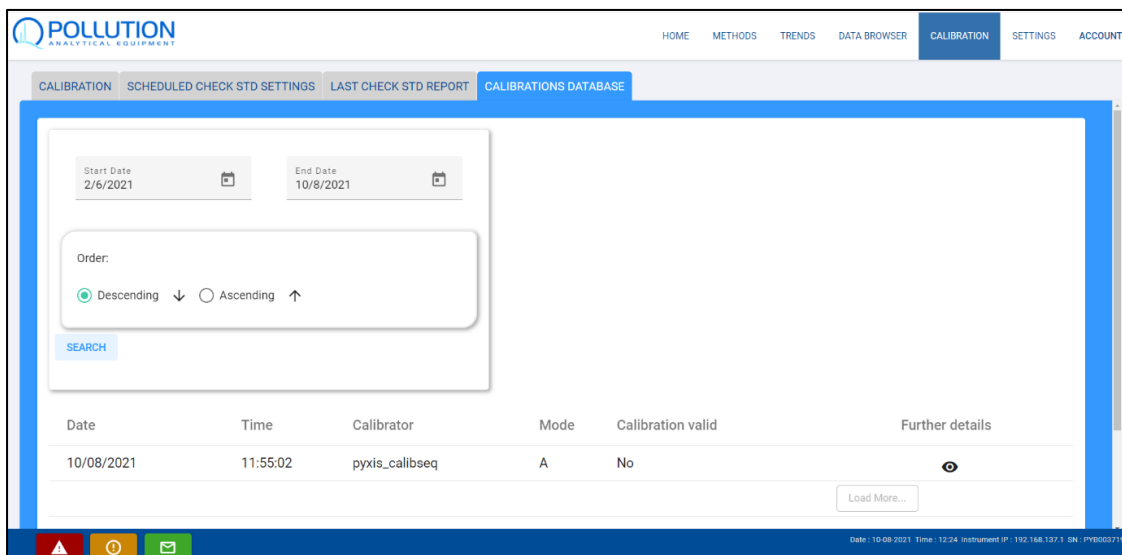 POLLUTION
ANALYTICAL EQUIPMENT
HOME METHODS TRENDS DATA BROWSER CALIBRATION SETTINGS ACCOUNT
CALIBRATION SCHEDULED CHECK STD SETTINGS LAST CHECK STD REPORT CALIBRATIONS DATABASE
Start Date End Date
2/6/2021 10/8/2021
Order:
Descending Ascending
SEARCH
Date Time Calibrator Mode Calibration valid Further details
10/08/2021 11:55:02 pyxis_calibseq A No
Load More...
Date : 10-08-2021 Time : 12:24 Instrument IP : 192.168.137.1 SN : PYB003719